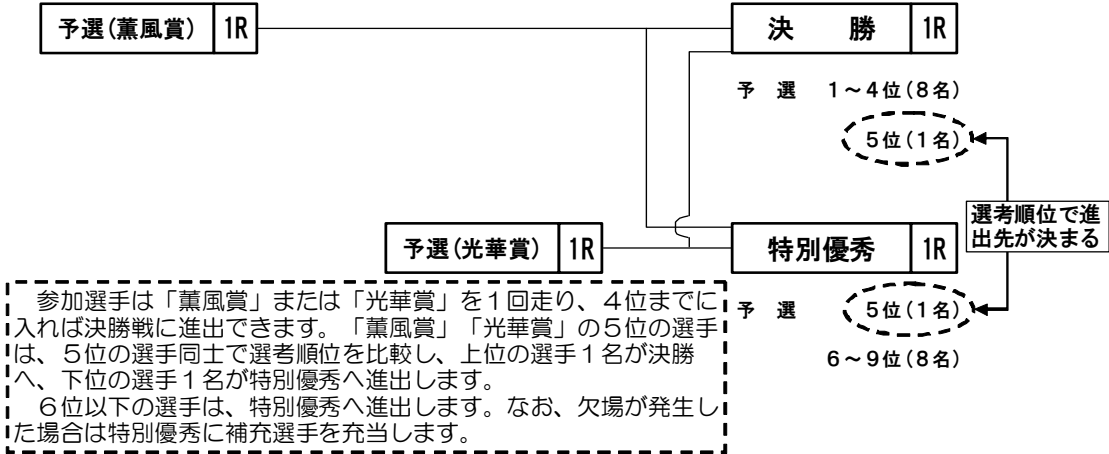 予選(薫風賞) 1R
決　勝 1R
予　選　1～4位(8名)
5位(1名)
選考順位で進
出先が決まる
予選(光華賞) 1R
特別優秀 1R
予　選　5位(1名)
6～9位(8名)
　参加選手は「薫風賞」または「光華賞」を１回走り、４位までに
入れば決勝戦に進出できます。「薫風賞」「光華賞」の５位の選手
は、５位の選手同士で選考順位を比較し、上位の選手１名が決勝
へ、下位の選手１名が特別優秀へ進出します。
　６位以下の選手は、特別優秀へ進出します。なお、欠場が発生し
た場合は特別優秀に補充選手を充当します。